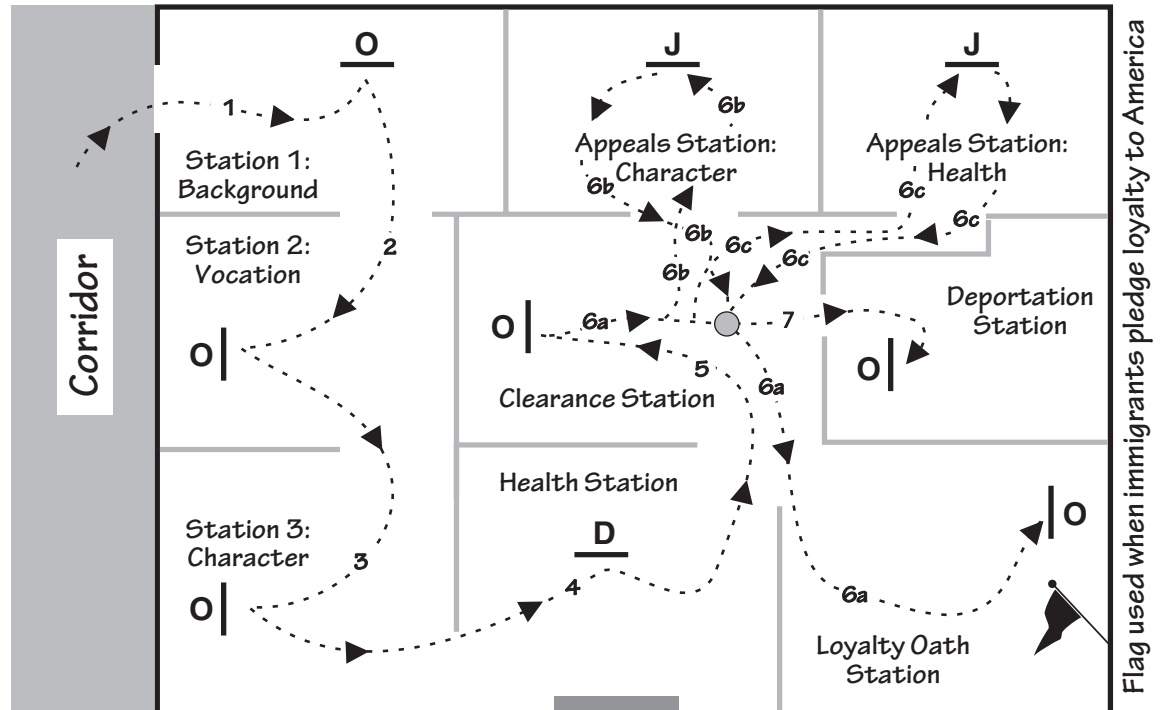 O
J
J
1
6b
Station 1:
Background
Appeals Station:
Character
Appeals Station:
Health
6b
6c
6c
Station 2:
Vocation
2
6b
6c
6c
6b
Corridor
O
O
6a
7
Deportation
Station
O
5
6a
Clearance Station
Health Station
Station 3:
Character
3
D
O
O
4
6a
Loyalty Oath
Station
Flag used when immigrants pledge loyalty to America